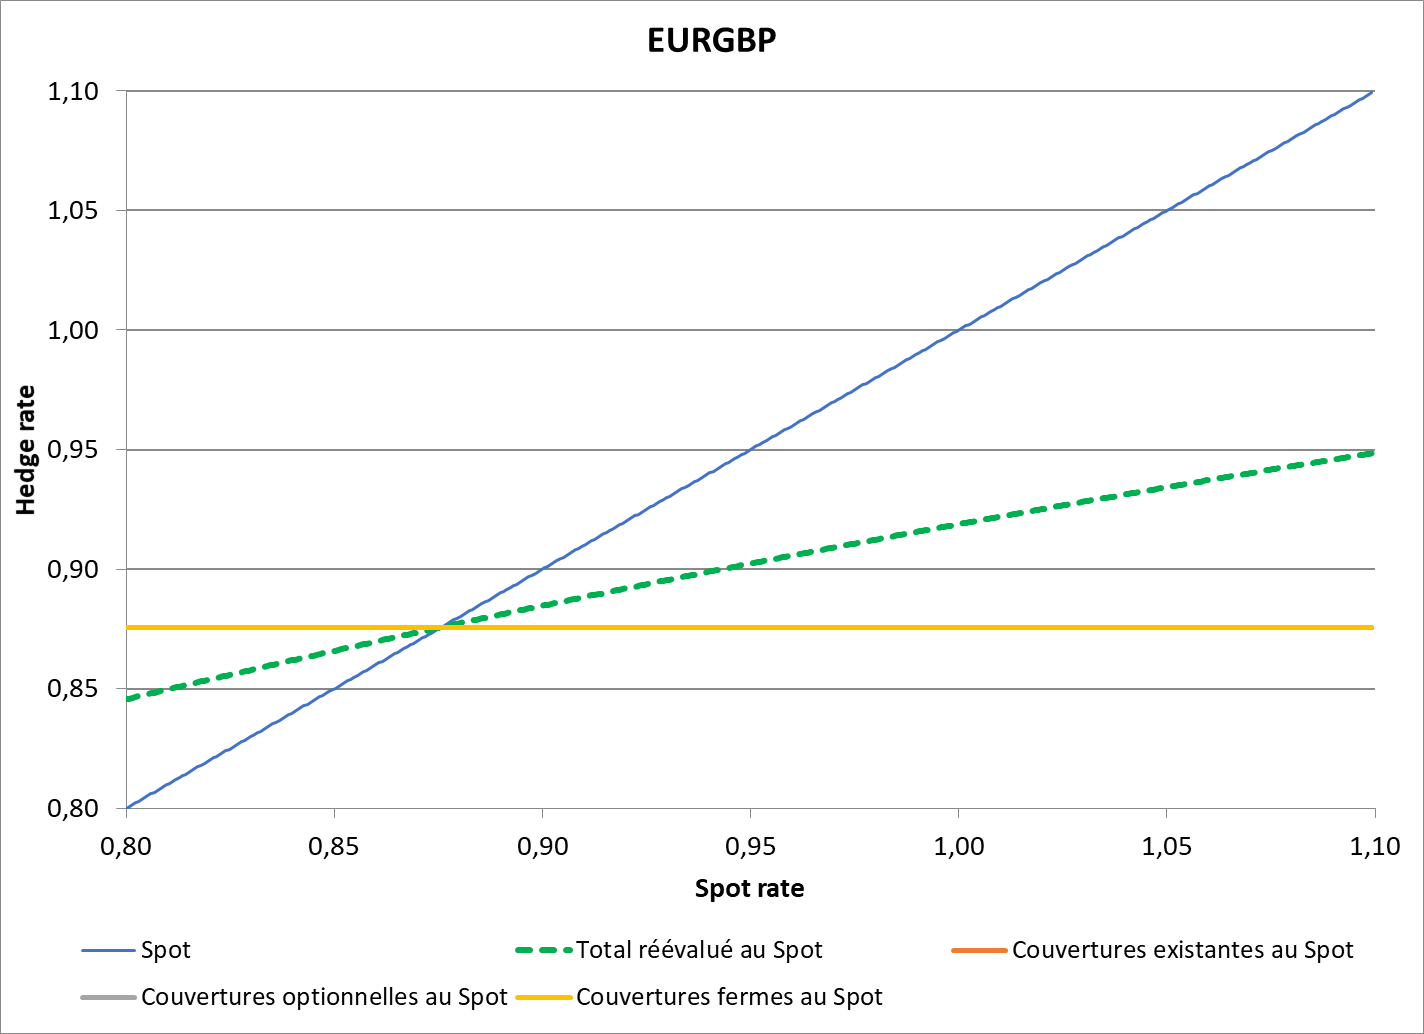 EURGBP
1,10
1,05
1,00
0,95
0,90
0,85
0,80
Hedge rate
0,80 0,85 0,90 0,95 1,00 1,05 1,10
Spot rate
Spot Total réévalué au Spot Couvertures existantes au Spot
Couvertures optionnelles au Spot Couvertures fermes au Spot